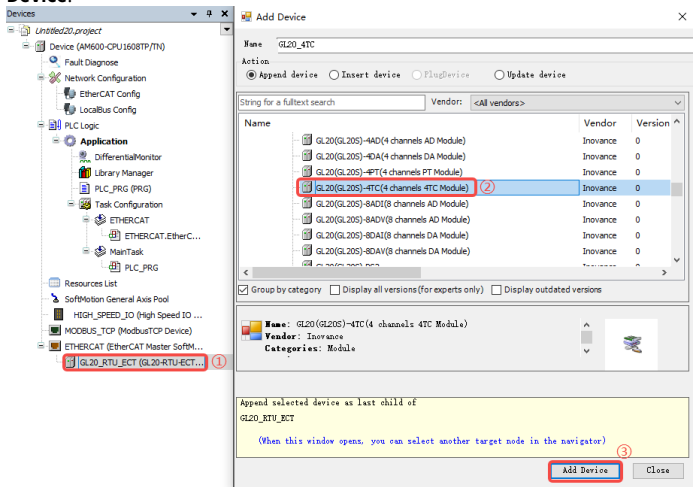 Device.
Devices
Untitled20.project
Device (AM600-CPU1608TP/TN)
Fault Diagnose
Network Configuration
EtherCAT Config
LocalBus Config
PLC Logic
Application
DifferentialMonitor
Library Manager
PLC_PRG (PRG)
Task Configuration
ETHERCAT
ETHERCAT.EtherC...
MainTask
PLC_PRG
Resources List
SoftMotion General Axis Pool
HIGH_SPEED_IO (High Speed IO ...
MODBUS_TCP (ModbusTCP Device)
ETHERCAT (EtherCAT Master SoftM...
GL20_RTU_ECT (GL20-RTU-ECT... ①
Add Device
Name GL20_4TC
Action
Append device Insert device PlugDevice Update device
String for a fulltext search Vendor: <All vendors>
Name Vendor Version
GL20(GL20S)-4AD(4 channels AD Module) Inovance 0
GL20(GL20S)-4DA(4 channels DA Module) Inovance 0
GL20(GL20S)-4PT(4 channels PT Module) Inovance 0
GL20(GL20S)-4TC(4 channels 4TC Module) ② Inovance 0
GL20(GL20S)-8ADI(8 channels AD Module) Inovance 0
GL20(GL20S)-8ADV(8 channels AD Module) Inovance 0
GL20(GL20S)-8DAI(8 channels DA Module) Inovance 0
GL20(GL20S)-8DAV(8 channels DA Module) Inovance 0
Group by category Display all versions(for experts only) Display outdated versions
Name: GL20(GL20S)-4TC(4 channels 4TC Module)
Vendor: Inovance
Categories: Module
Append selected device as last child of
GL20_RTU_ECT
(When this window opens, you can select another target node in the navigator)
③
Add Device Close